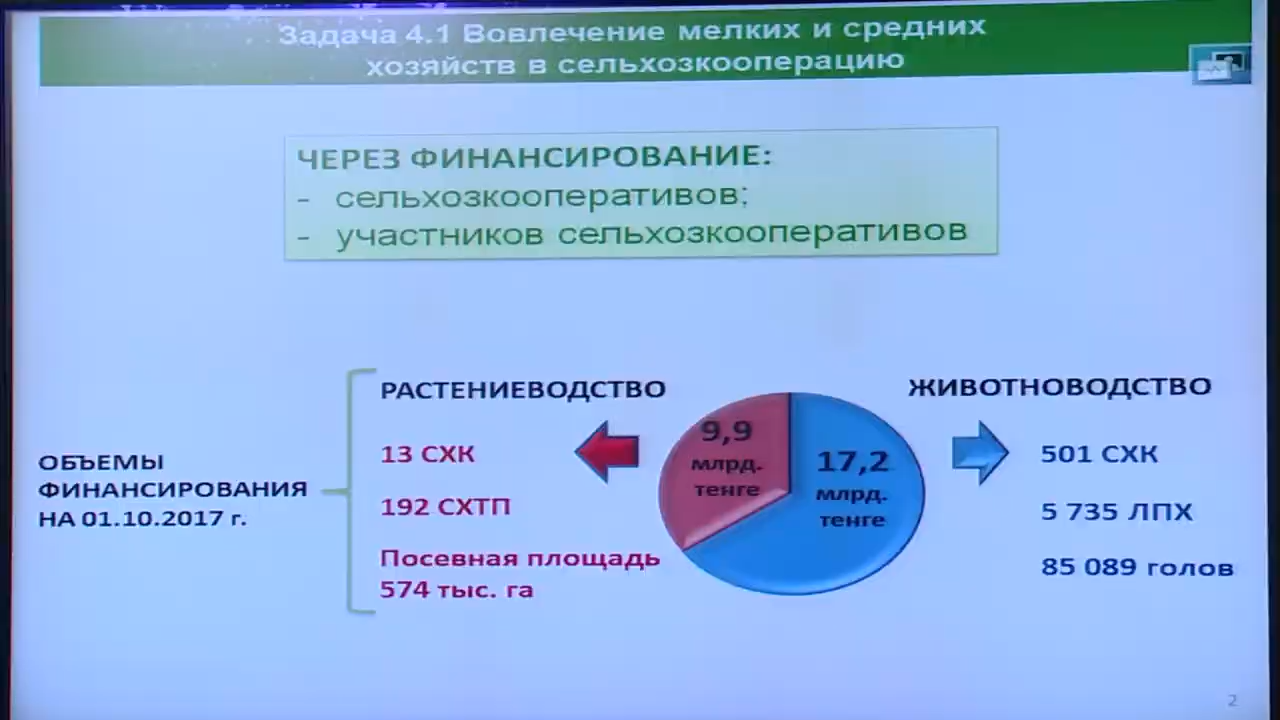 Задача 4.1 Вовлечение мелких и средних
хозяйств в сельхозкооперацию
ЧЕРЕЗ ФИНАНСИРОВАНИЕ:
- сельхозкооперативов;
- участников сельхозкооперативов
ОБЪЕМЫ
ФИНАНСИРОВАНИЯ
НА 01.10.2017 г.
РАСТЕНИЕВОДСТВО
13 СХК
192 СХТП
Посевная площадь
574 тыс. га
9,9
млрд.
тенге
17,2
млрд.
тенге
ЖИВОТНОВОДСТВО
501 СХК
5 735 ЛПХ
85 089 голов
2